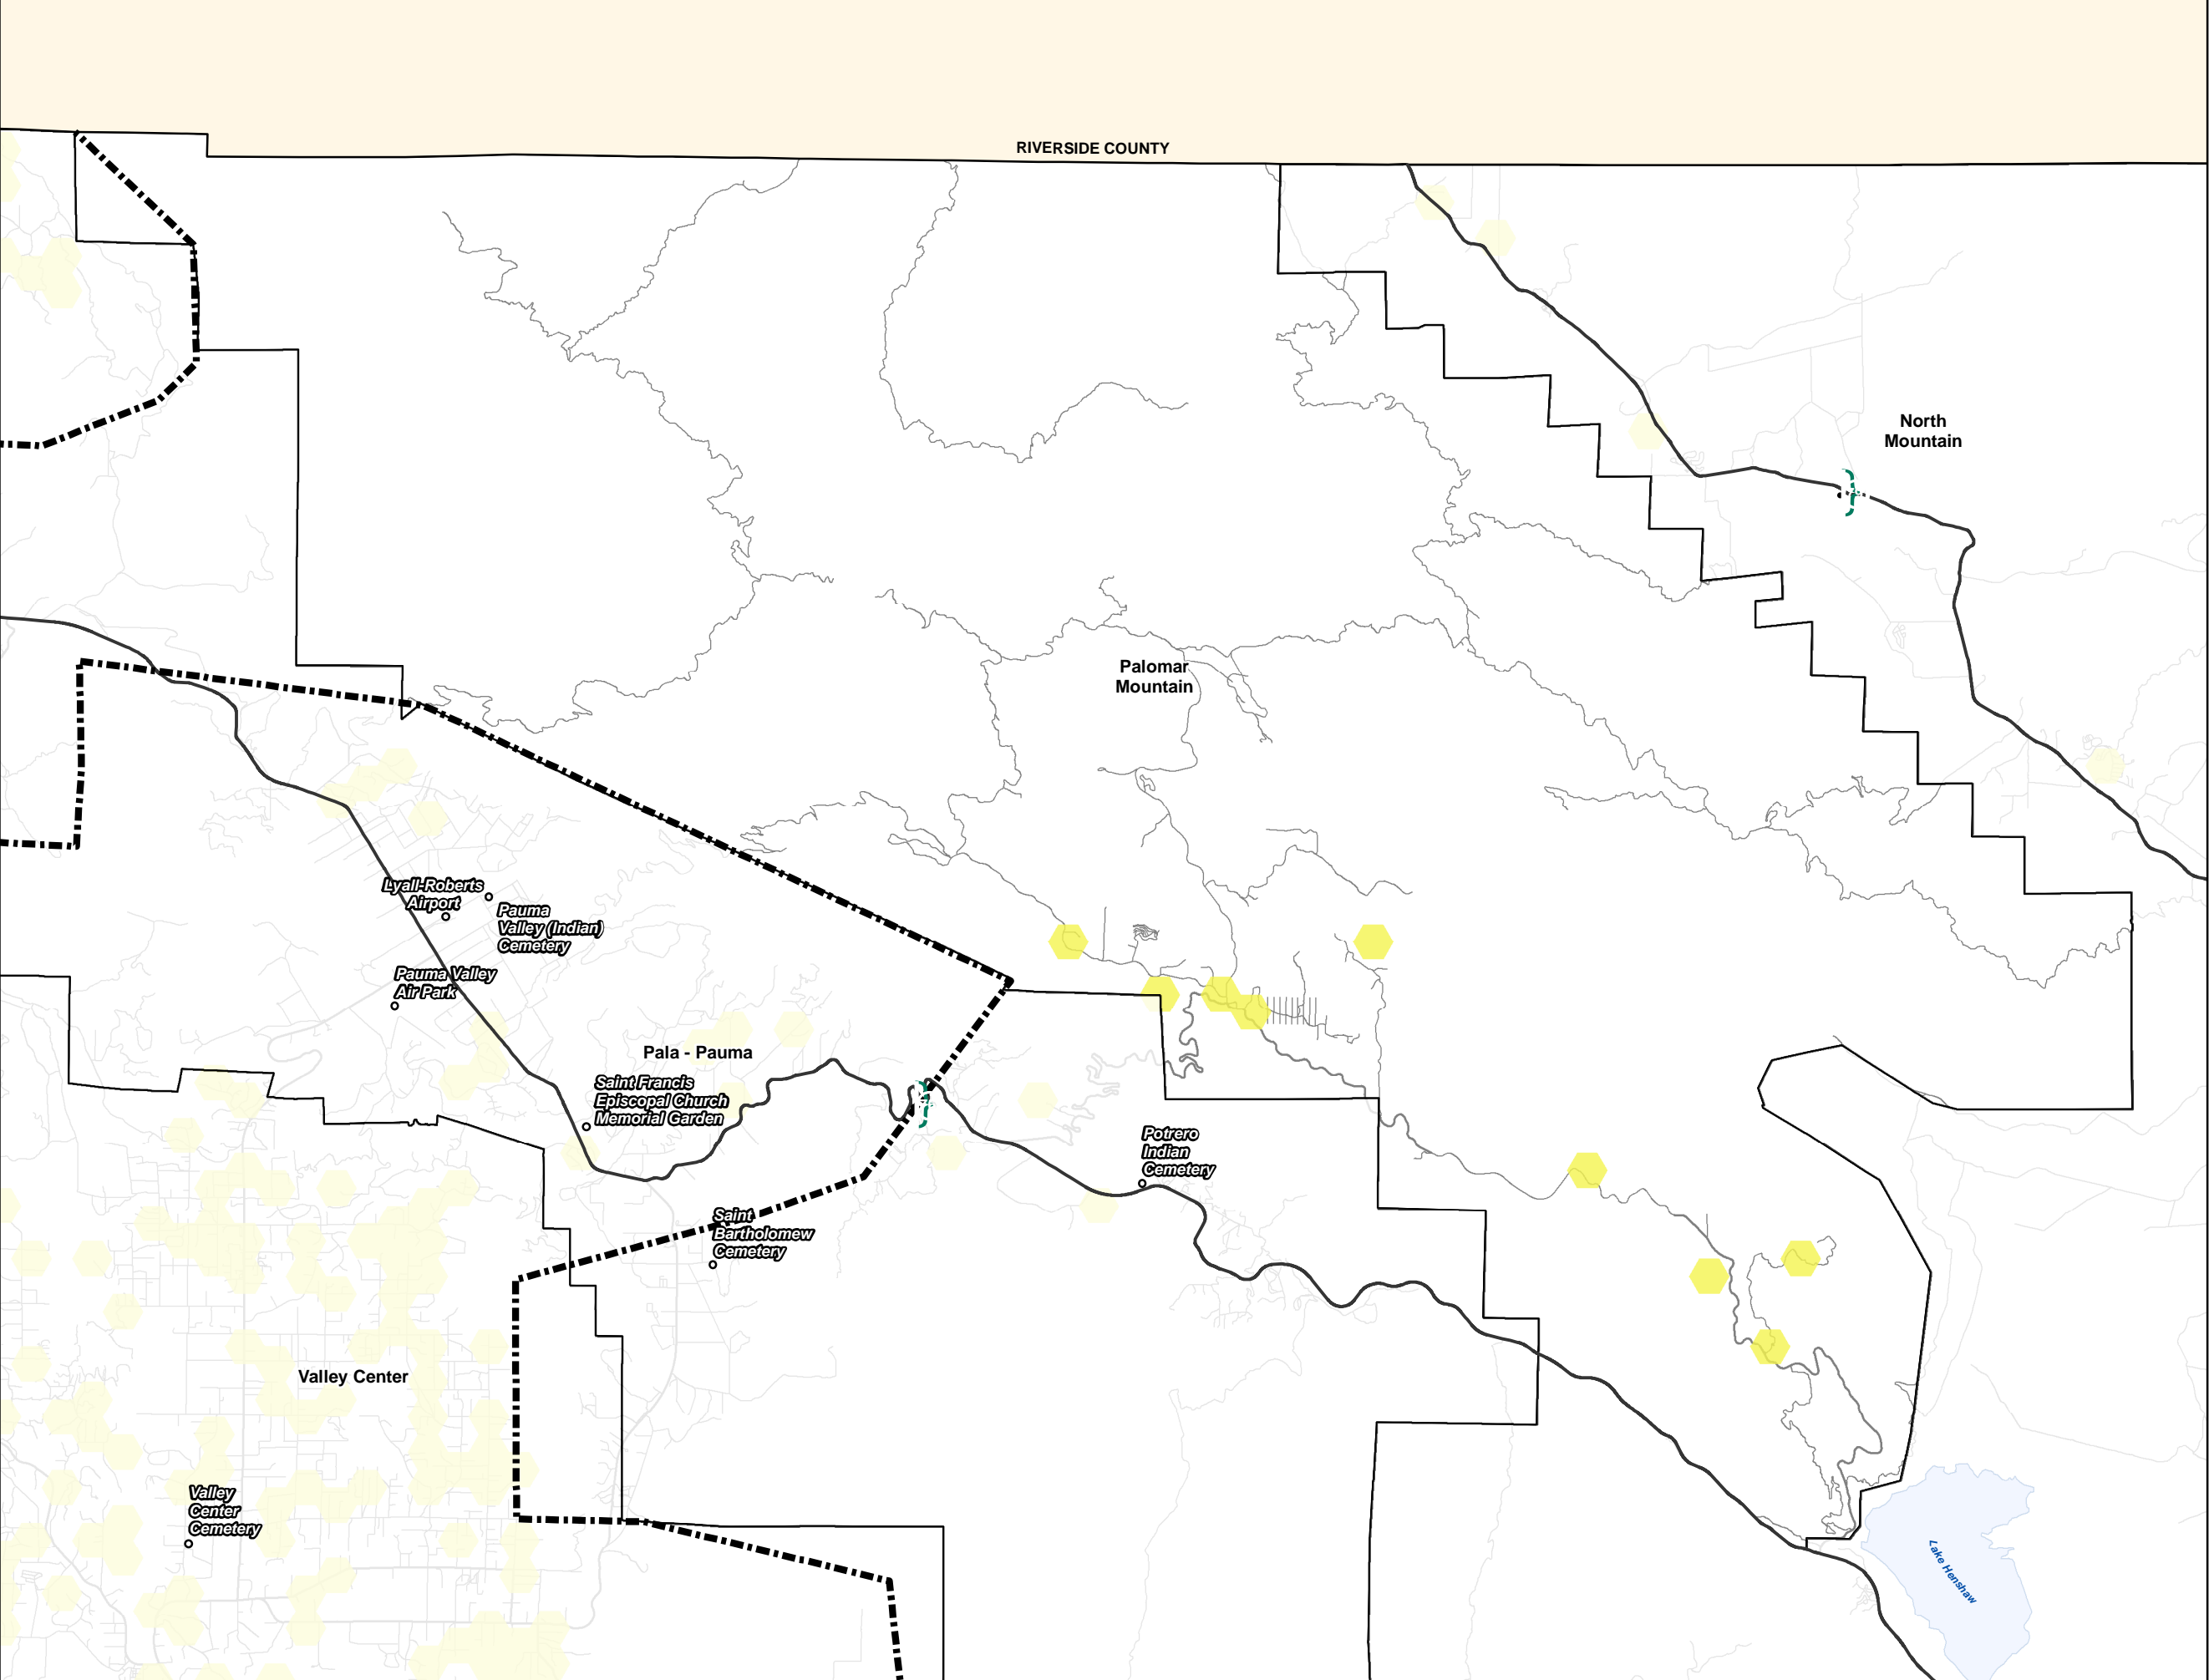 RIVERSIDE COUNTY
North
Mountain
Palomar
Mountain
Lyall-Roberts
Airport
Pauma
Valley (Indian)
Cemetery
Pauma Valley
Air Park
Pala - Pauma
Saint Francis
Episcopal Church
Memorial Garden
Potrero
Indian
Cemetery
Saint
Bartholomew
Cemetery
Valley Center
Valley
Center
Cemetery
Lake Henshaw